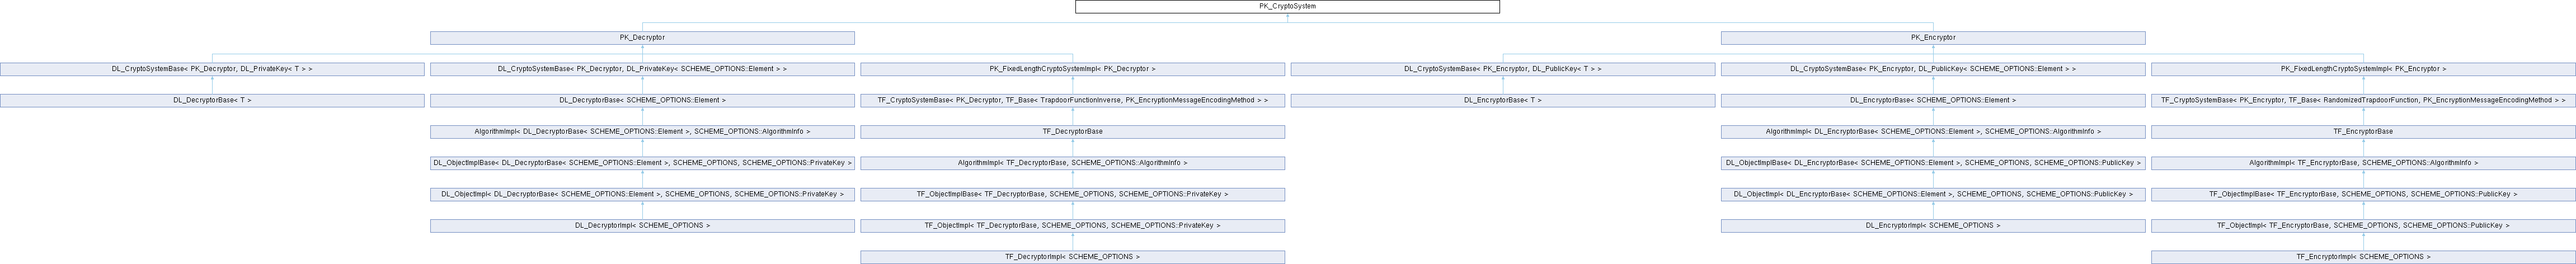 PK_CryptoSystem
PK_Decryptor
PK_Encryptor
DL_CryptoSystemBase< PK_Decryptor, DL_PrivateKey< T > >
DL_CryptoSystemBase< PK_Decryptor, DL_PrivateKey< SCHEME_OPTIONS::Element > >
PK_FixedLengthCryptoSystemImpl< PK_Decryptor >
DL_CryptoSystemBase< PK_Encryptor, DL_PublicKey< T > >
DL_CryptoSystemBase< PK_Encryptor, DL_PublicKey< SCHEME_OPTIONS::Element > >
PK_FixedLengthCryptoSystemImpl< PK_Encryptor >
DL_DecryptorBase< T >
DL_DecryptorBase< SCHEME_OPTIONS::Element >
TF_CryptoSystemBase< PK_Decryptor, TF_Base< TrapdoorFunctionInverse, PK_EncryptionMessageEncodingMethod > >
DL_EncryptorBase< T >
DL_EncryptorBase< SCHEME_OPTIONS::Element >
TF_CryptoSystemBase< PK_Encryptor, TF_Base< RandomizedTrapdoorFunction, PK_EncryptionMessageEncodingMethod > >
AlgorithmImpl< DL_DecryptorBase< SCHEME_OPTIONS::Element >, SCHEME_OPTIONS::AlgorithmInfo >
TF_DecryptorBase
AlgorithmImpl< DL_EncryptorBase< SCHEME_OPTIONS::Element >, SCHEME_OPTIONS::AlgorithmInfo >
TF_EncryptorBase
DL_ObjectImplBase< DL_DecryptorBase< SCHEME_OPTIONS::Element >, SCHEME_OPTIONS, SCHEME_OPTIONS::PrivateKey >
AlgorithmImpl< TF_DecryptorBase, SCHEME_OPTIONS::AlgorithmInfo >
DL_ObjectImplBase< DL_EncryptorBase< SCHEME_OPTIONS::Element >, SCHEME_OPTIONS, SCHEME_OPTIONS::PublicKey >
AlgorithmImpl< TF_EncryptorBase, SCHEME_OPTIONS::AlgorithmInfo >
DL_ObjectImpl< DL_DecryptorBase< SCHEME_OPTIONS::Element >, SCHEME_OPTIONS, SCHEME_OPTIONS::PrivateKey >
TF_ObjectImplBase< TF_DecryptorBase, SCHEME_OPTIONS, SCHEME_OPTIONS::PrivateKey >
DL_ObjectImpl< DL_EncryptorBase< SCHEME_OPTIONS::Element >, SCHEME_OPTIONS, SCHEME_OPTIONS::PublicKey >
TF_ObjectImplBase< TF_EncryptorBase, SCHEME_OPTIONS, SCHEME_OPTIONS::PublicKey >
DL_DecryptorImpl< SCHEME_OPTIONS >
TF_ObjectImpl< TF_DecryptorBase, SCHEME_OPTIONS, SCHEME_OPTIONS::PrivateKey >
DL_EncryptorImpl< SCHEME_OPTIONS >
TF_ObjectImpl< TF_EncryptorBase, SCHEME_OPTIONS, SCHEME_OPTIONS::PublicKey >
TF_DecryptorImpl< SCHEME_OPTIONS >
TF_EncryptorImpl< SCHEME_OPTIONS >